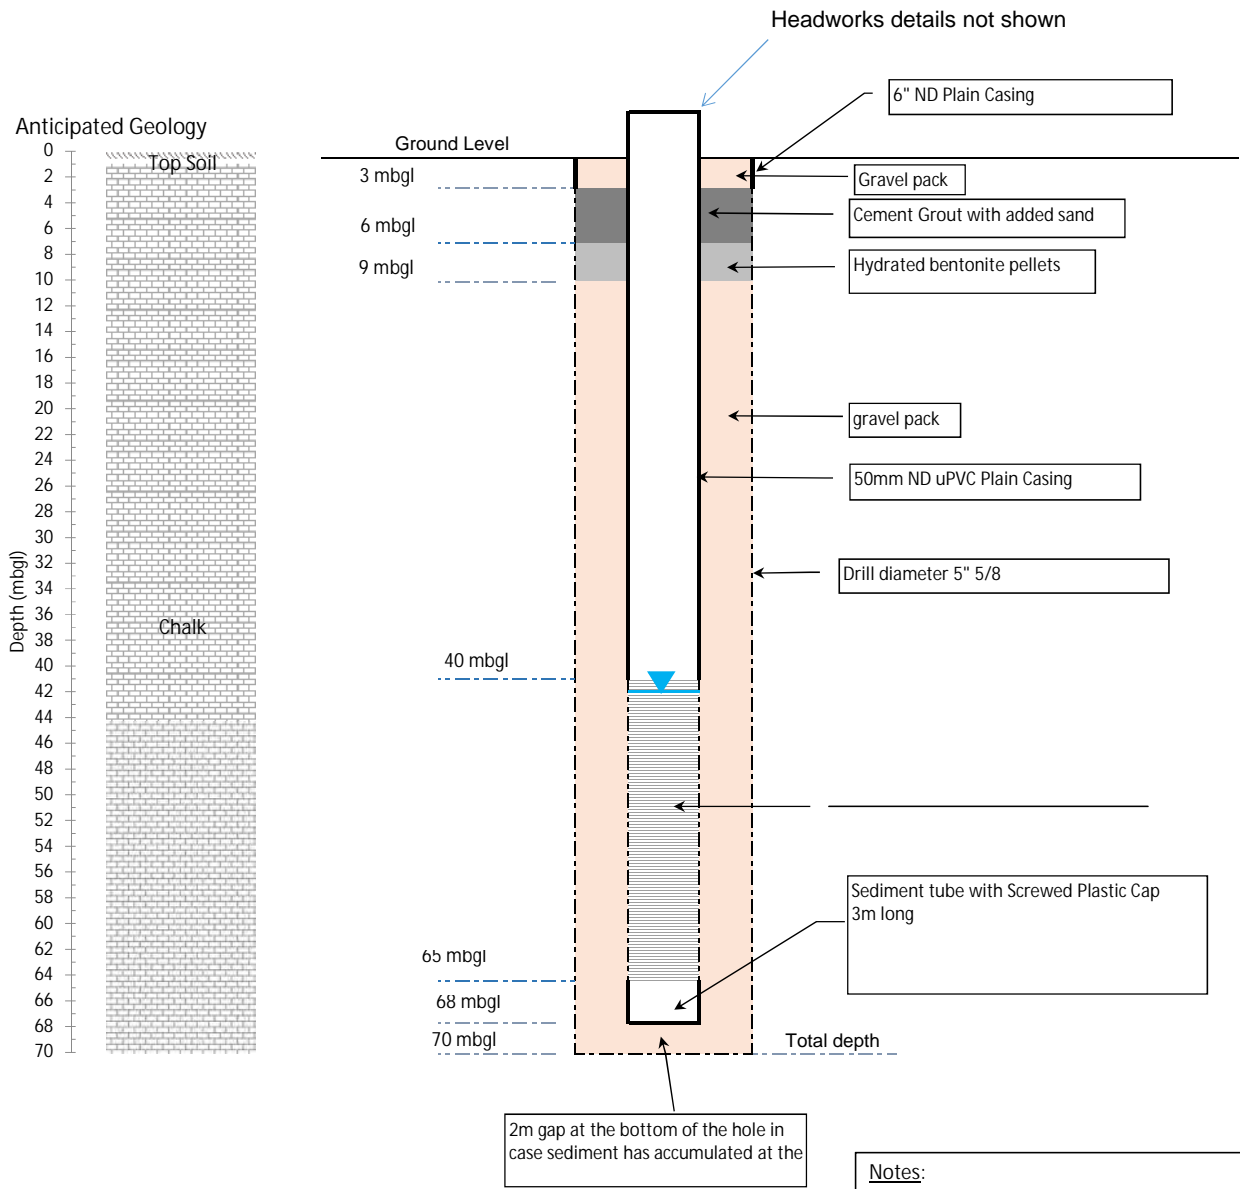 Headworks details not shown
6" ND Plain Casing
Anticipated Geology
Ground Level
0
Top Soil
2
3 mbgl
Gravel pack
4
Cement Grout with added sand
6
6 mbgl
8
9 mbgl
Hydrated bentonite pellets
10
12
14
16
18
20
gravel pack
22
24
50mm ND uPVC Plain Casing
26
28
30
32
Drill diameter 5" 5/8
34
36
Chalk
38
Depth (mbgl)
40
40 mbgl
42
44
46
48
50
52
54
56
58
Sediment tube with Screwed Plastic Cap
3m long
60
62
65 mbgl
64
66
68 mbgl
68
70 mbgl
Total depth
70
2m gap at the bottom of the hole in
case sediment has accumulated at the
Notes: